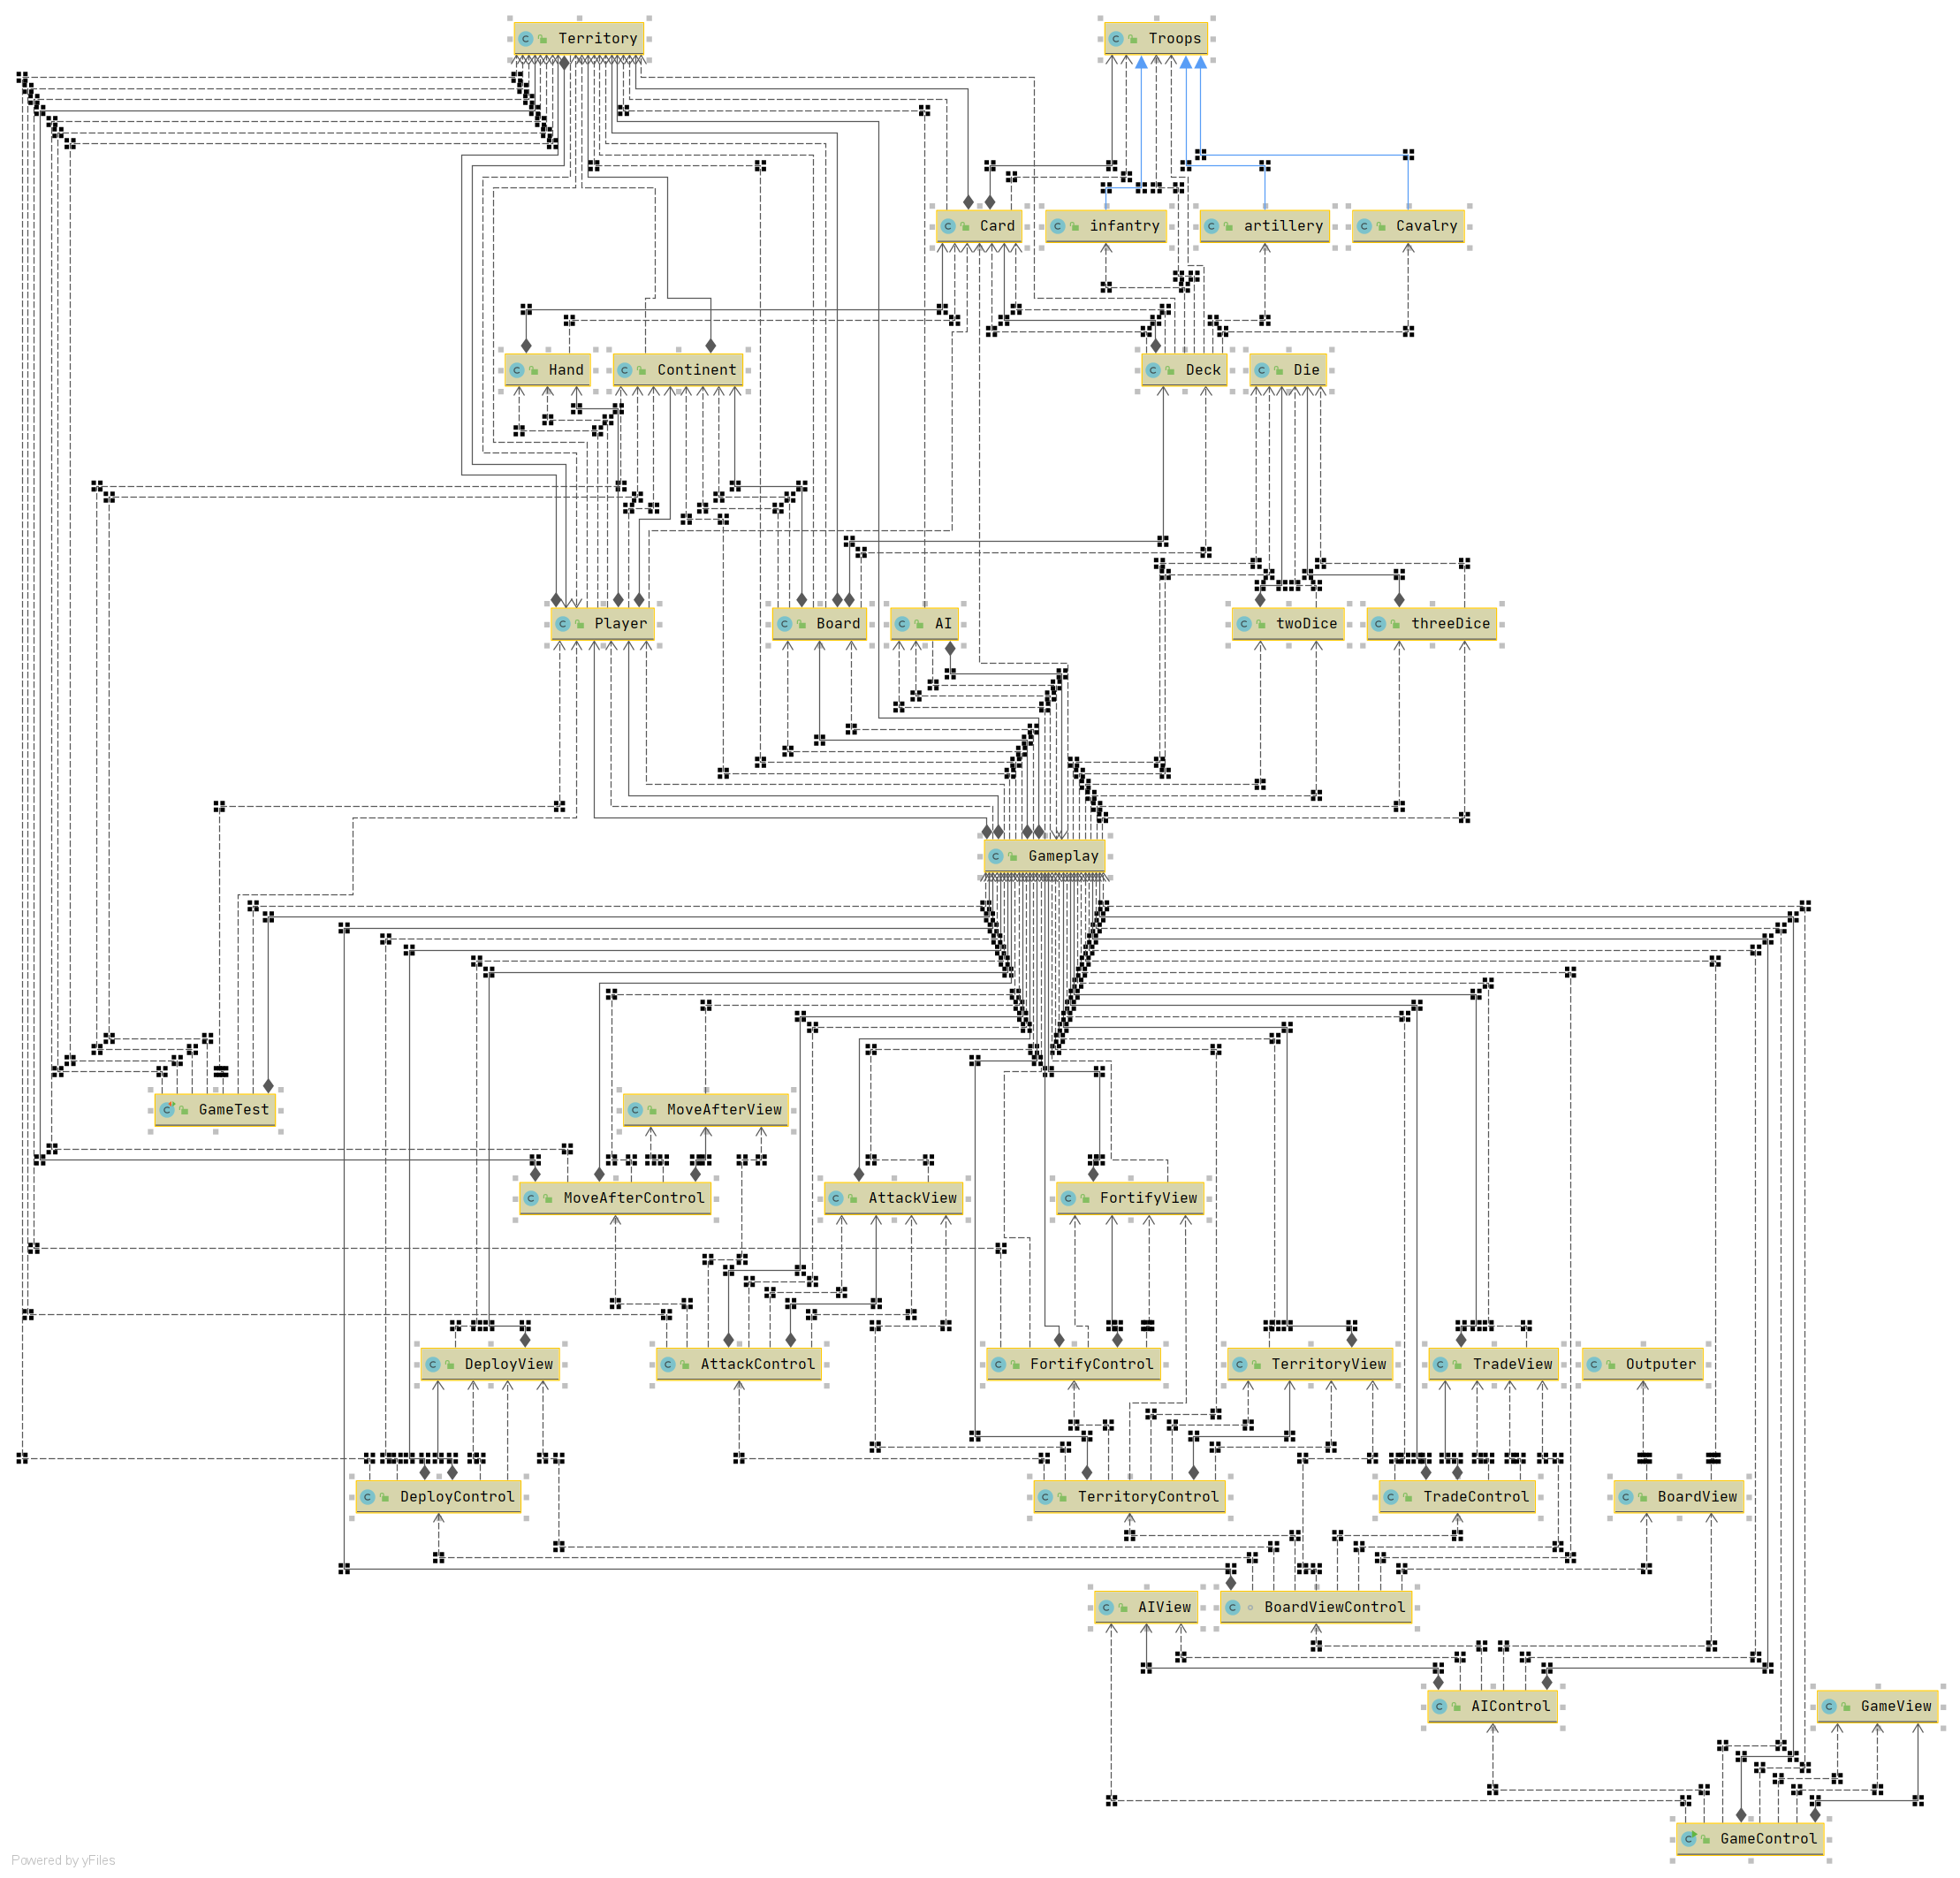 Territory
Troops
Card
infantry
artillery
Cavalry
Hand
Continent
Deck
Die
Player
Board
AI
twoDice
threeDice
Gameplay
GameTest
MoveAfterView
MoveAfterControl
AttackView
FortifyView
DeployView
AttackControl
FortifyControl
TerritoryView
TradeView
Outputer
DeployControl
TerritoryControl
TradeControl
BoardView
AIView
BoardViewControl
AIControl
GameView
GameControl
Powered by yFiles